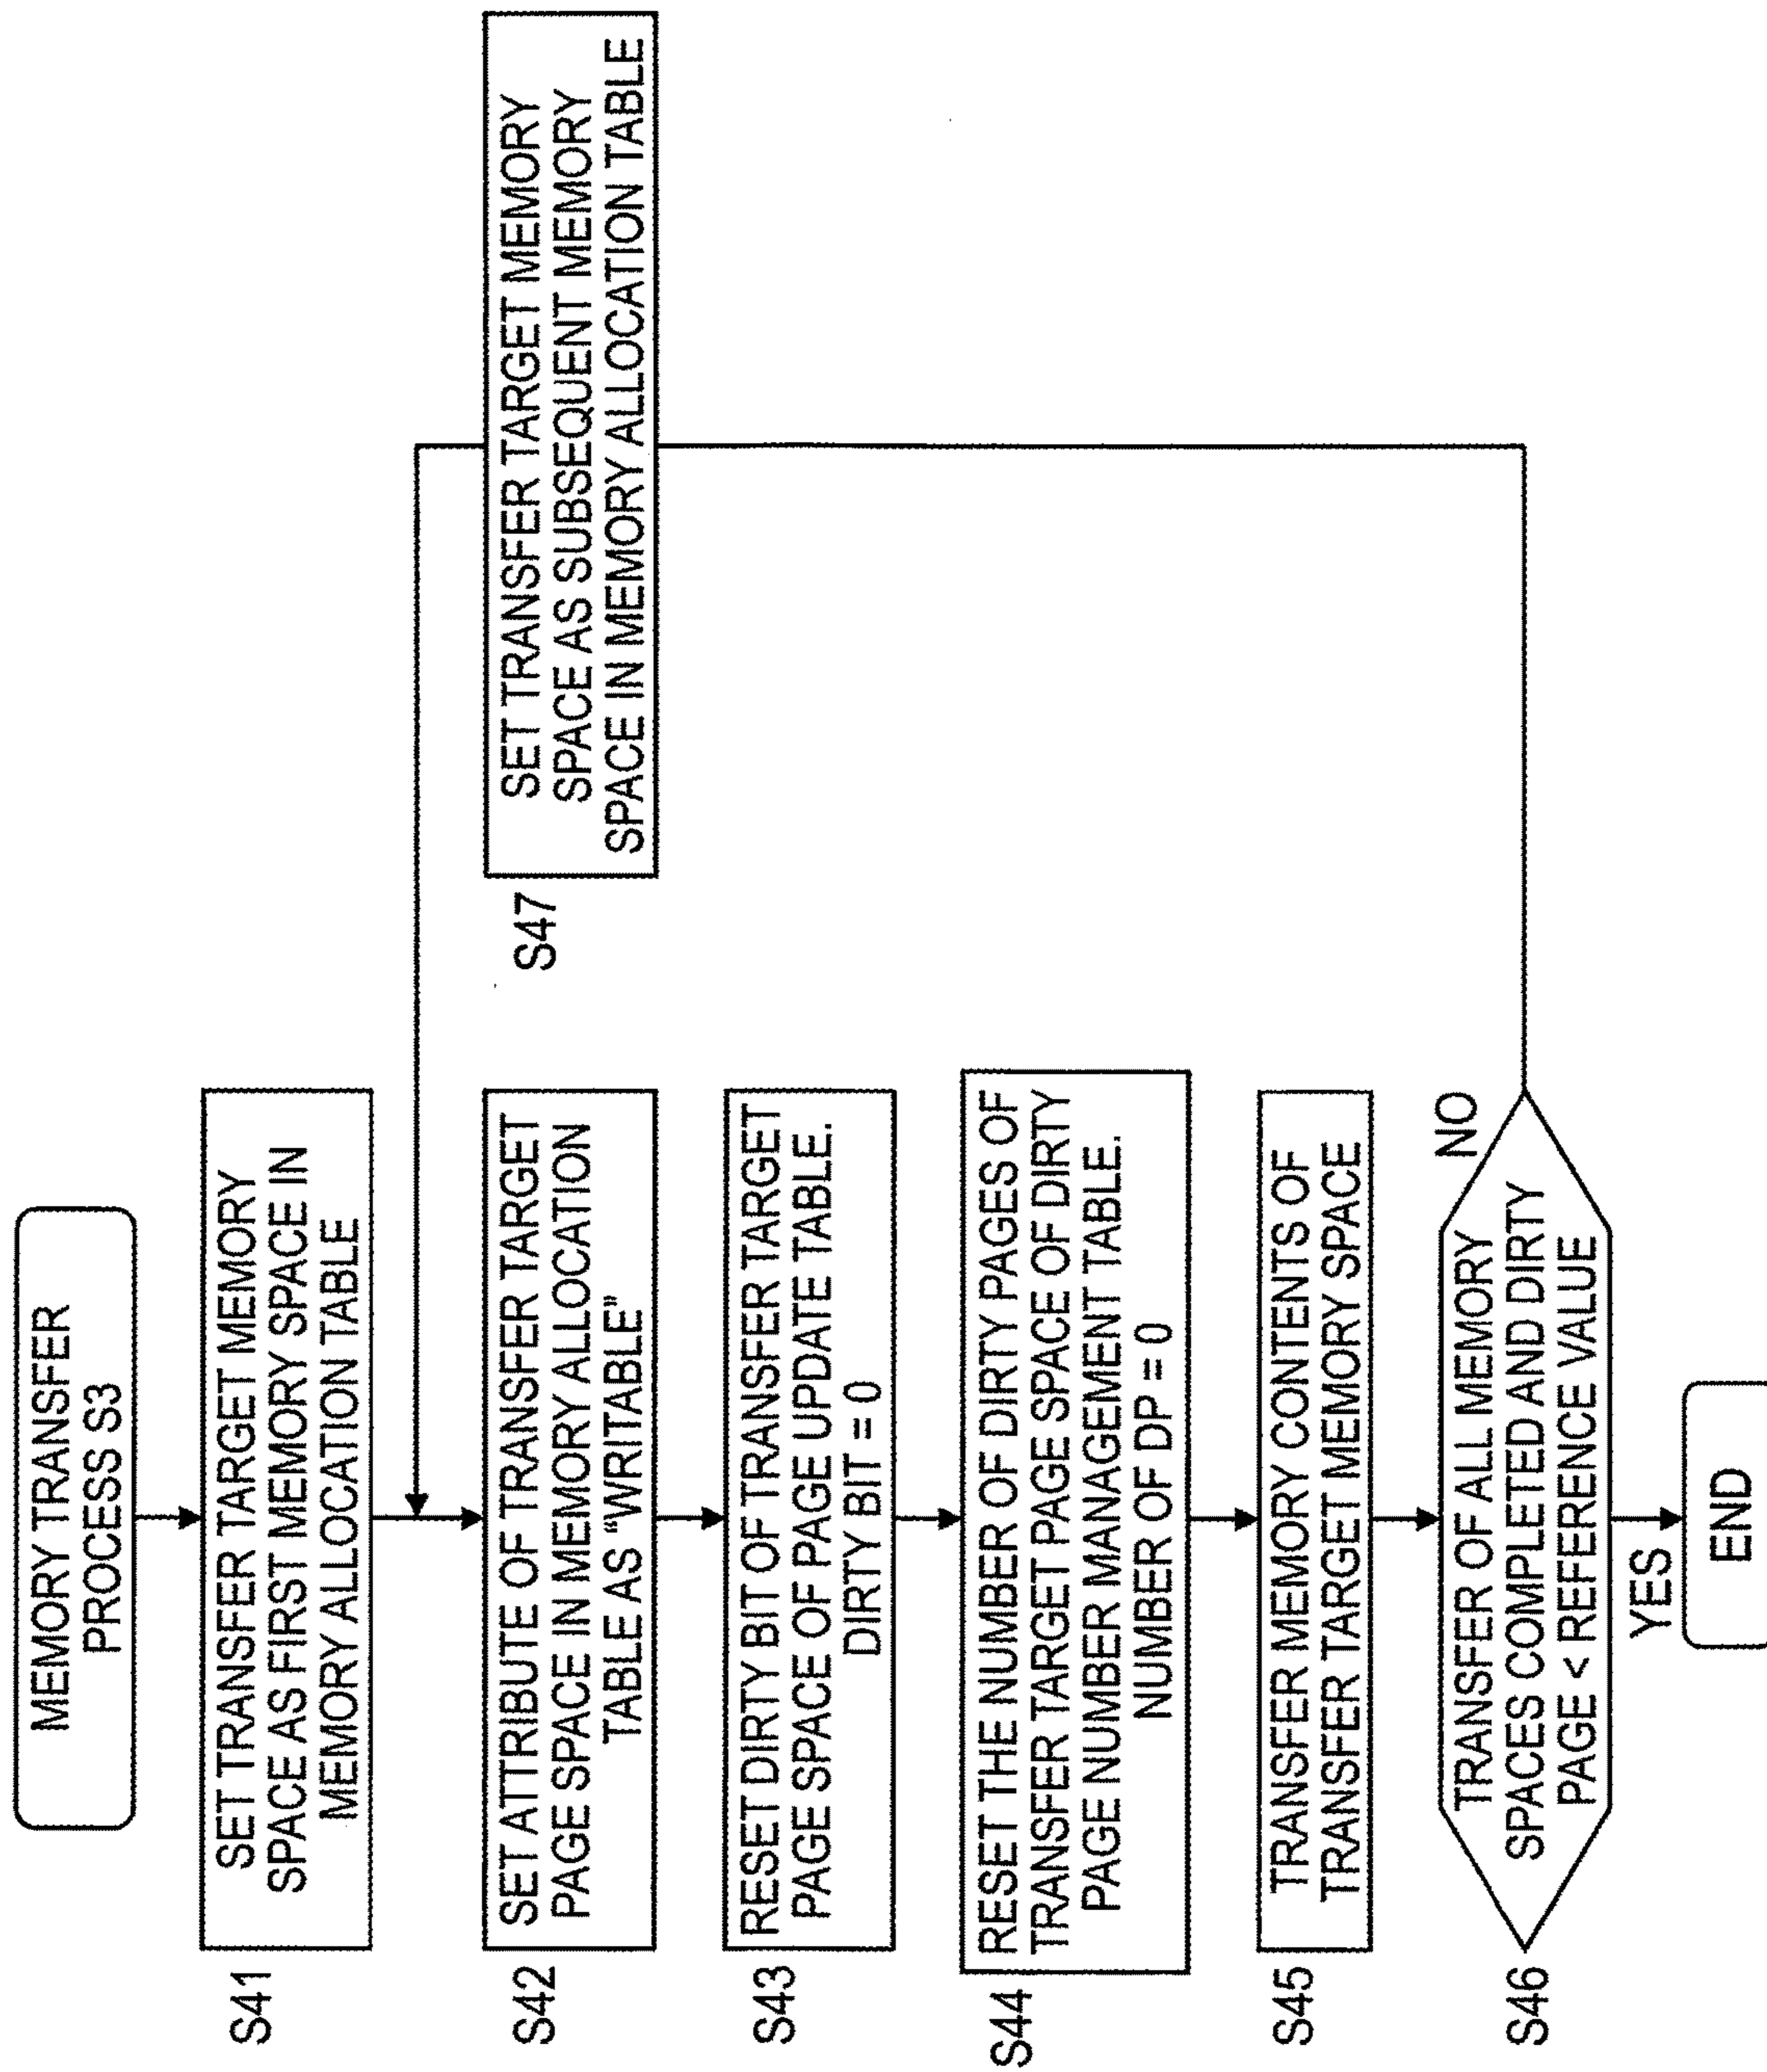 MEMORY TRANSFER
PROCESS S3
S41
SET TRANSFER TARGET MEMORY
SPACE AS FIRST MEMORY SPACE IN
MEMORY ALLOCATION TABLE
S42
SET ATTRIBUTE OF TRANSFER TARGET
PAGE SPACE IN MEMORY ALLOCATION
TABLE AS “WRITABLE”
S47
SET TRANSFER TARGET MEMORY
SPACE AS SUBSEQUENT MEMORY
SPACE IN MEMORY ALLOCATION TABLE
S43
RESET DIRTY BIT OF TRANSFER TARGET
PAGE SPACE OF PAGE UPDATE TABLE.
DIRTY BIT = 0
S44
RESET THE NUMBER OF DIRTY PAGES OF
TRANSFER TARGET PAGE SPACE OF DIRTY
PAGE NUMBER MANAGEMENT TABLE.
NUMBER OF DP = 0
S45
TRANSFER MEMORY CONTENTS OF
TRANSFER TARGET MEMORY SPACE
S46
TRANSFER OF ALL MEMORY
SPACES COMPLETED AND DIRTY
PAGE < REFERENCE VALUE
NO
YES
END